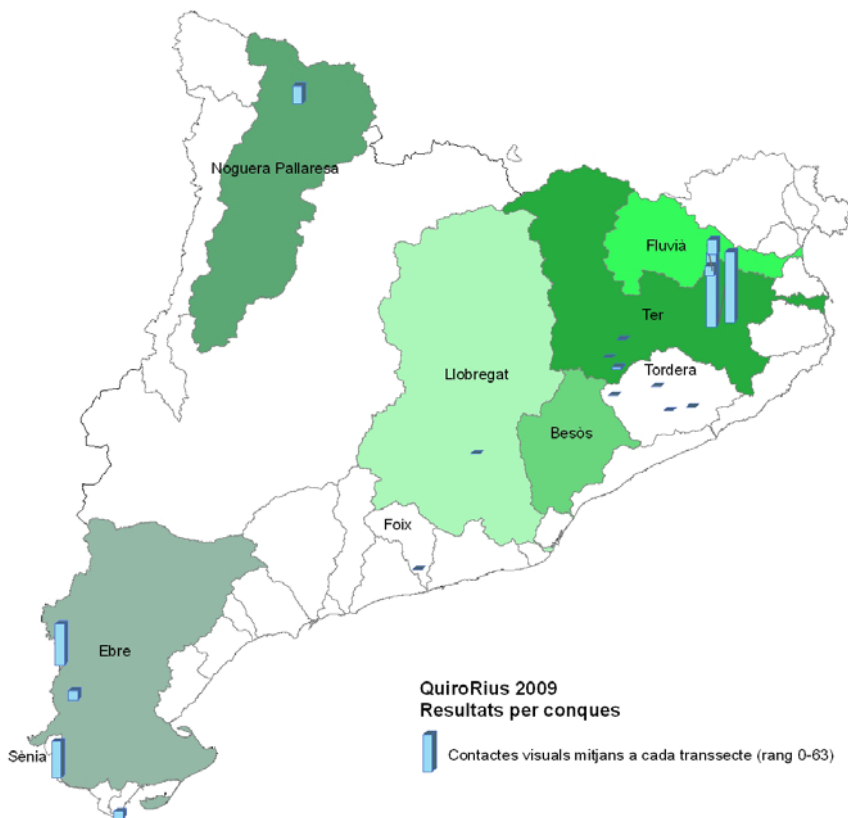 Noguera Pallaresa
Fluvià
Ter
Llobregat
Tordera
Besòs
Foix
Ebre
Sènia
QuiroRius 2009
Resultats per conques
Contactes visuals mitjans a cada transsecte (rang 0-63)